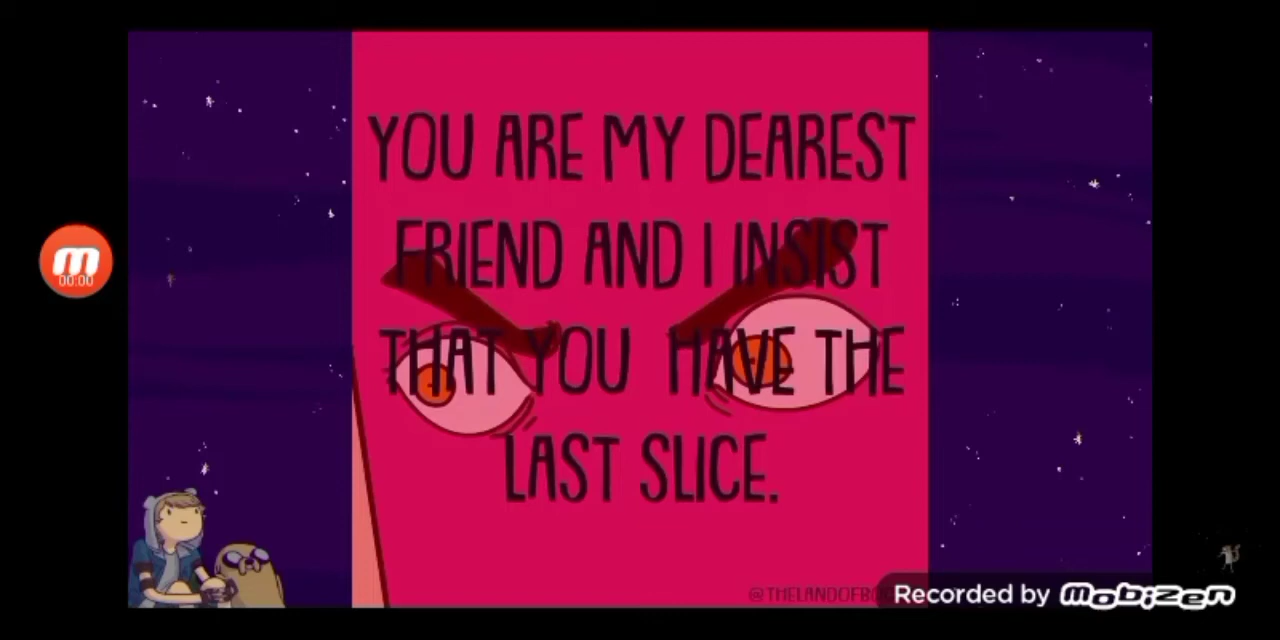 YOU ARE MY DEAREST
FRIEND AND I INSIST
THAT YOU HAVE THE
LAST SLICE.
m
00:00
Recorded by mobizen